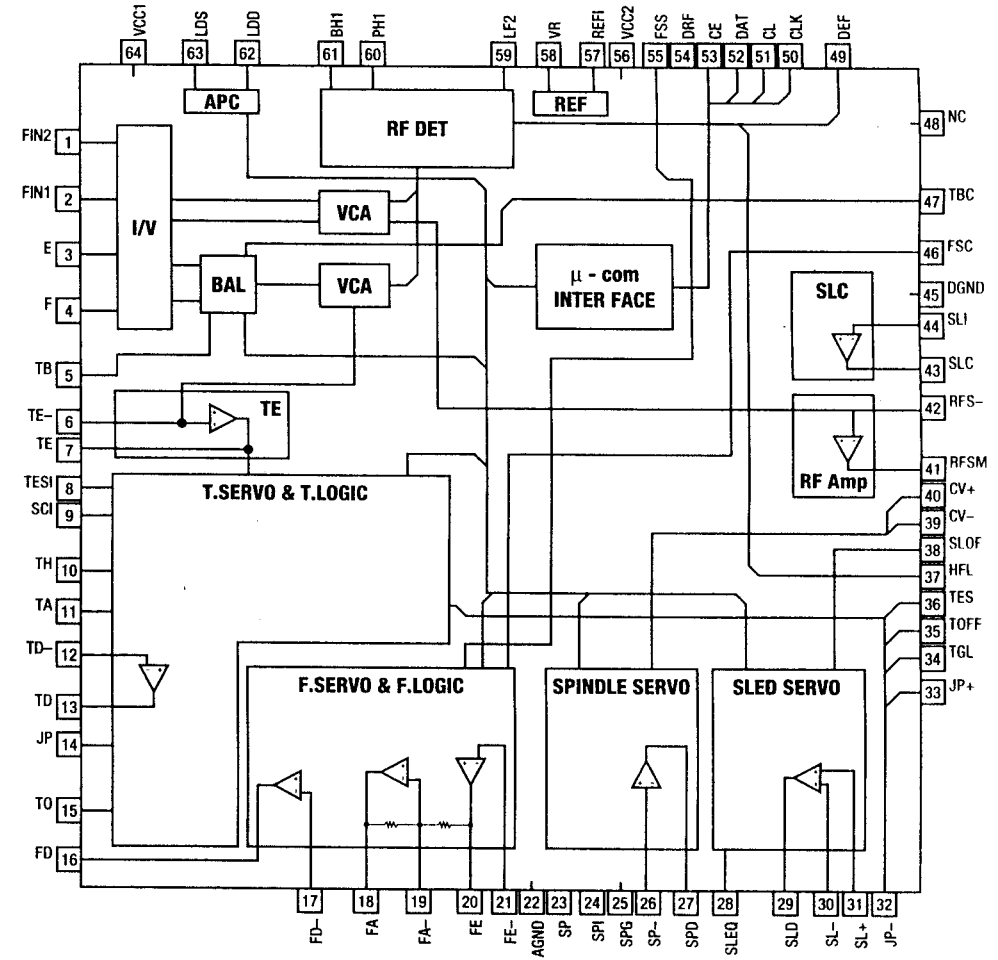 VCC1
LDS
LDD
BH1
PH1
LF2
VR
REFI
VCC2
FSS
DRF
CE
DAT
CL
CLK
DEF
64
63
62
61
60
59
58
57
56
55
54
53
52
51
50
49
APC
RF DET
REF
FIN2
1
48
NC
FIN1
2
VCA
47
TBC
I/V
E
3
46
FSC
BAL
VCA
μ - com
INTER FACE
SLC
45
DGND
F
4
44
SLI
TB
5
43
SLC
TE
TE-
6
42
RFS-
TE
7
41
RFSM
RF Amp
TESI
8
T.SERVO & T.LOGIC
40
CV+
SCI
9
39
CV-
38
SLOF
TH
10
37
HFL
TA
11
36
TES
35
TOFF
TD-
12
34
TGL
F.SERVO & F.LOGIC
SPINDLE SERVO
SLED SERVO
33
JP+
TD
13
JP
14
TO
15
FD
16
17
18
19
20
21
22
23
24
25
26
27
28
29
30
31
32
FD-
FA
FA-
FE
FE-
AGND
SP
SPI
SPG
SP-
SPD
SLEQ
SLD
SL-
SL+
JP-